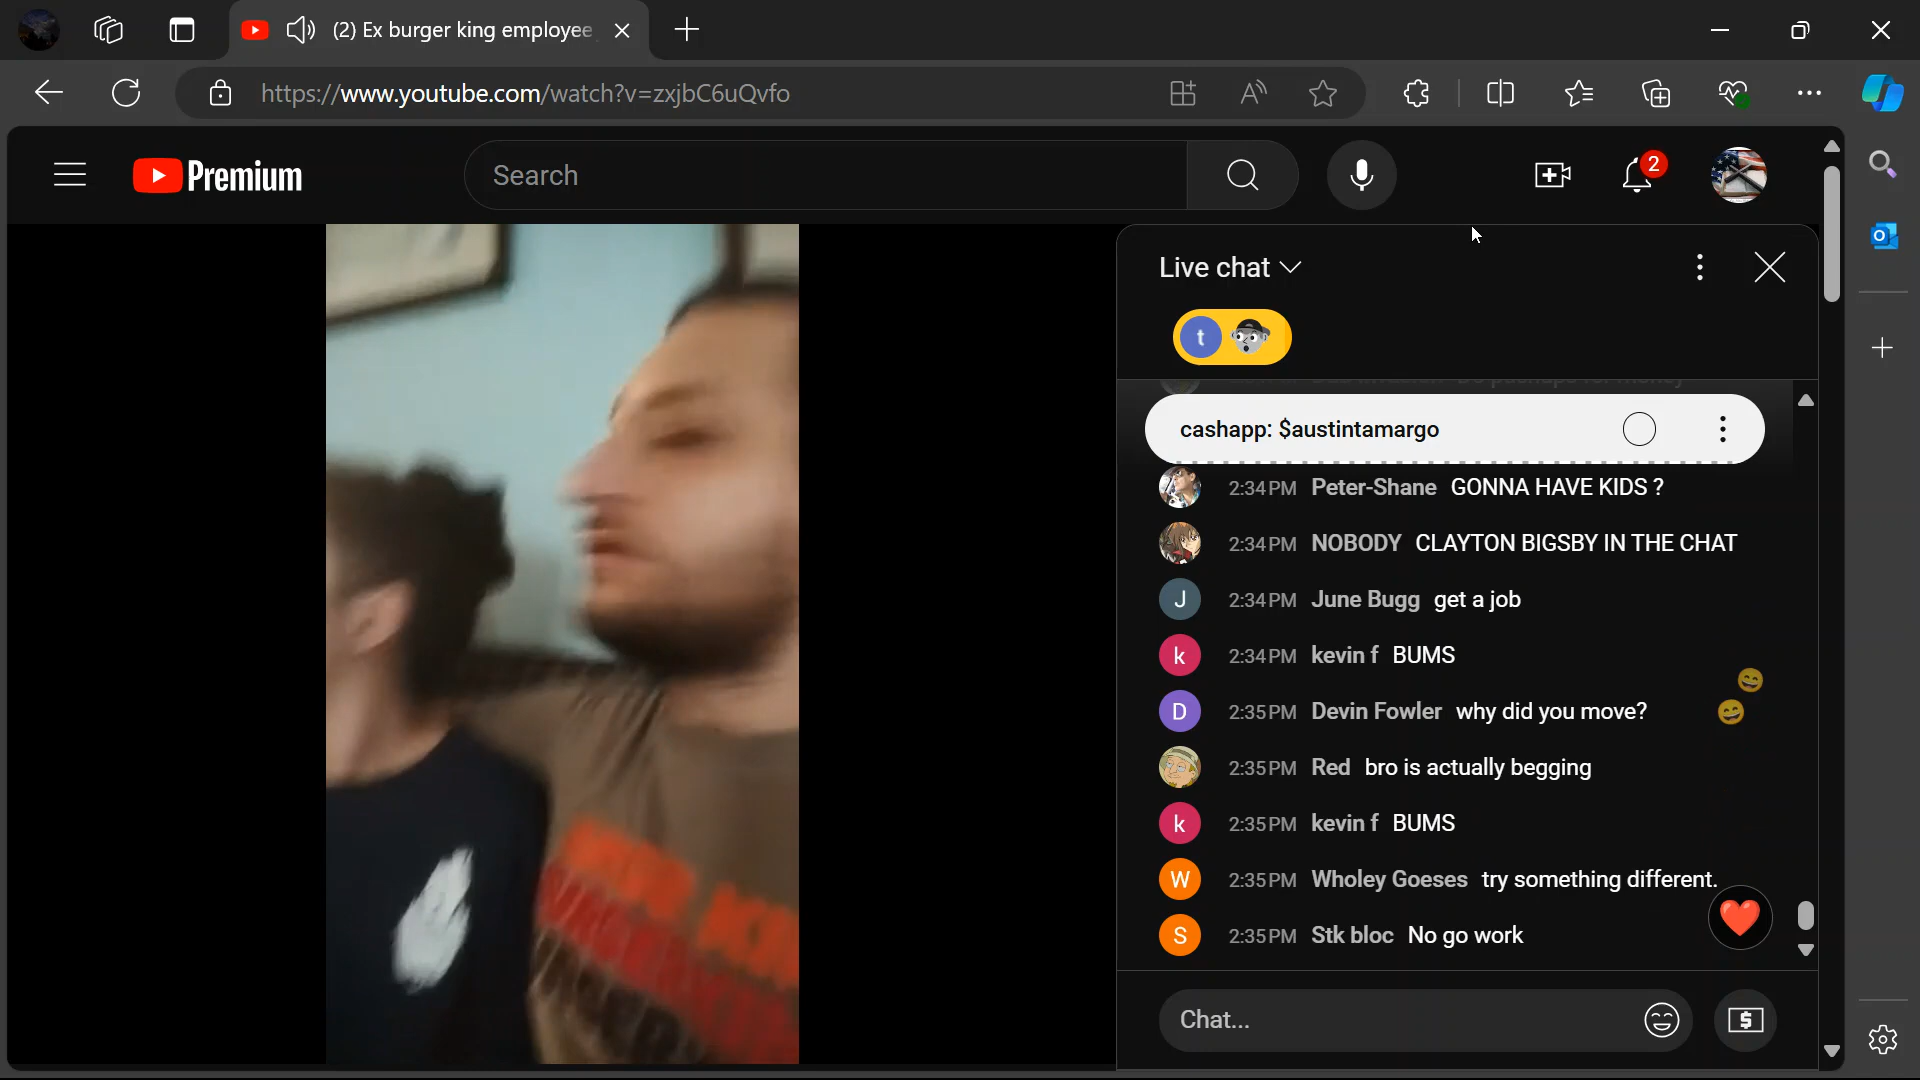 (2) Ex burger king employee
https://www.youtube.com/watch?v=zxjbC6uQvfo
Premium
Search
2
Live chat
t
cashapp: $austintamargo
2:34 PM Peter-Shane GONNA HAVE KIDS ?
2:34 PM NOBODY CLAYTON BIGSBY IN THE CHAT
J 2:34 PM June Bugg get a job
k 2:34 PM kevin f BUMS
D 2:35 PM Devin Fowler why did you move?
2:35 PM Red bro is actually begging
k 2:35 PM kevin f BUMS
W 2:35 PM Wholey Goeses try something different.
S 2:35 PM Stk bloc No go work
Chat...